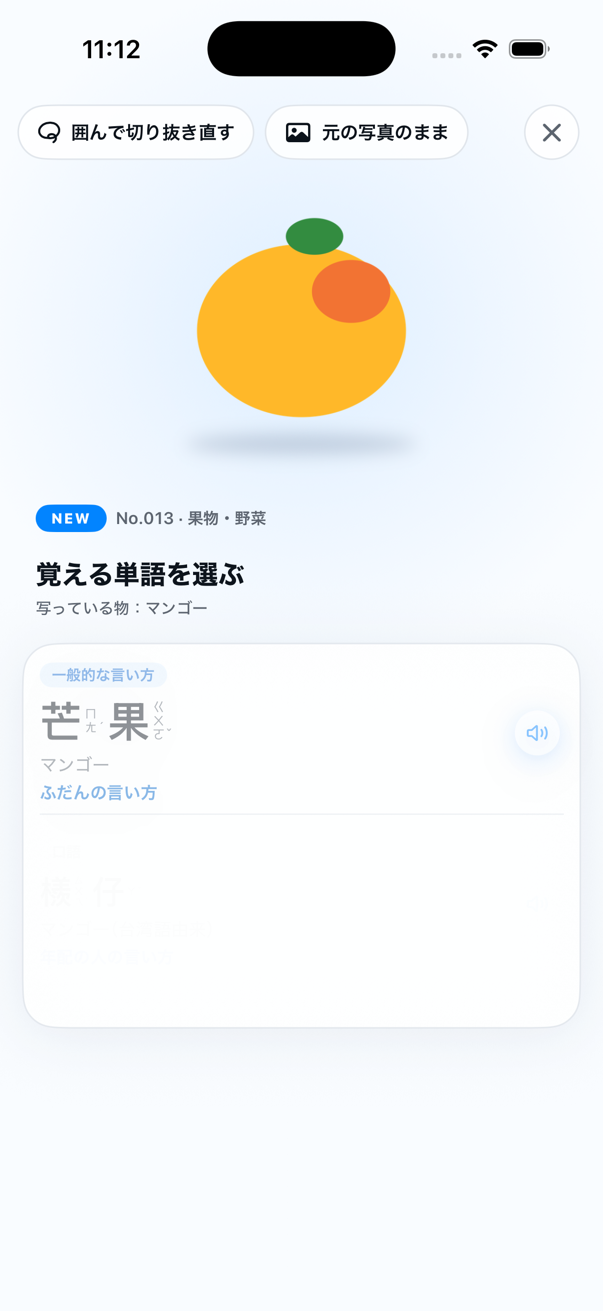 11:12
囲んで切り抜き直す
元の写真のまま
NEW No.013・果物・野菜
覚える単語を選ぶ
写っている物：マンゴー
一般的な言い方
芒ㄇㄤˊ果ㄍㄨㄛˇ
マンゴー
ふだんの言い方